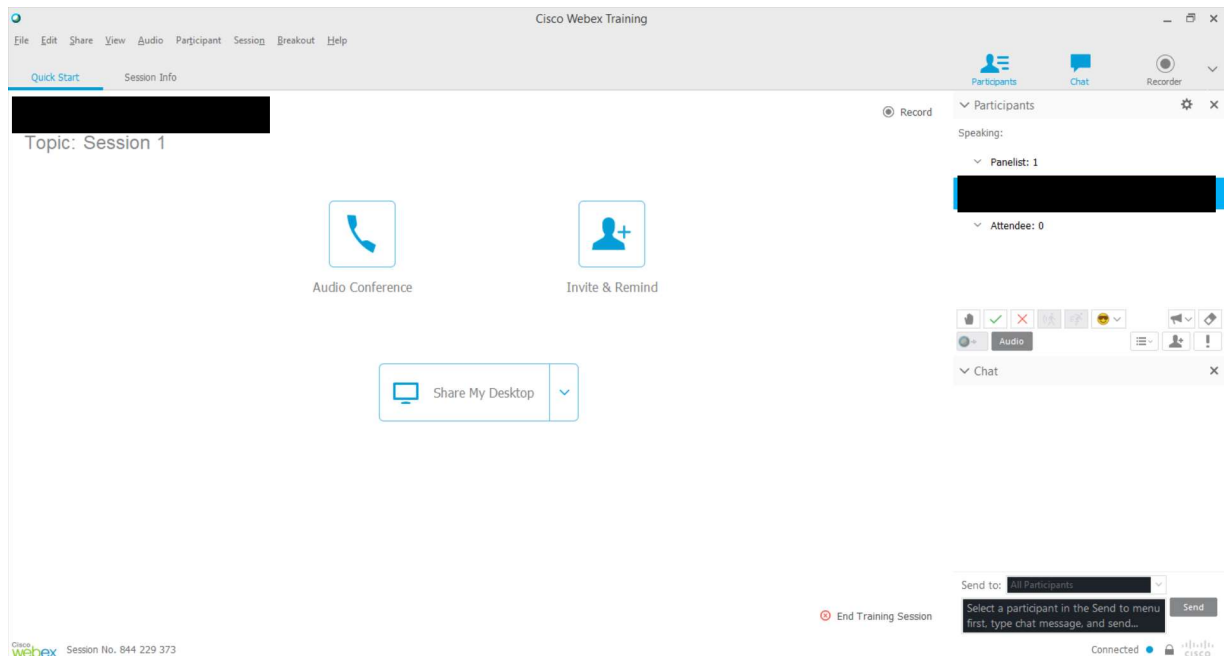 Cisco Webex Training
File Edit Share View Audio Participant Session Breakout Help
Quick Start Session Info
Participants Chat Recorder
Topic: Session 1
Record
Audio Conference
Invite & Remind
Share My Desktop
End Training Session
Participants
Speaking:
Panelist: 1
Attendee: 0
Audio
Chat
Send to: All Participants
Select a participant in the Send to menu
first, type chat message, and send...
Send
Cisco
webex Session No. 844 229 373
Connected
cisco